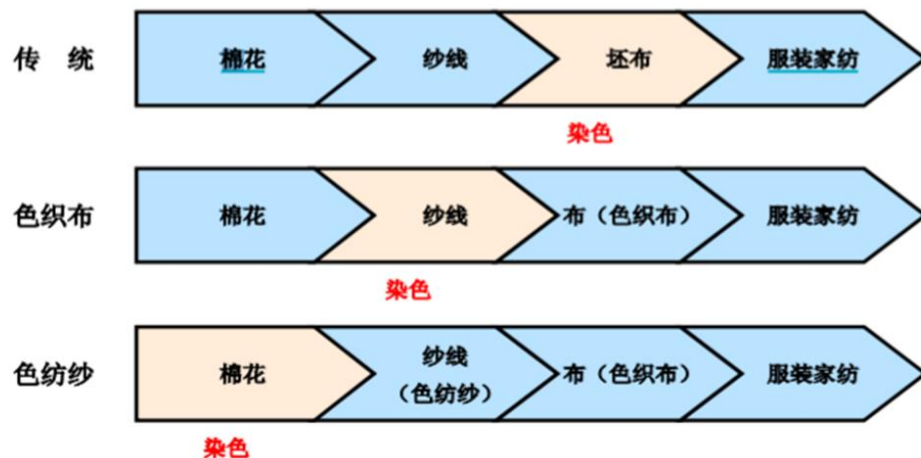 传 统 棉花 纱线 坯布 服装家纺
染色
色织布 棉花 纱线 布（色织布） 服装家纺
染色
色纺纱 棉花 纱线 （色纺纱） 布（色织布） 服装家纺
染色